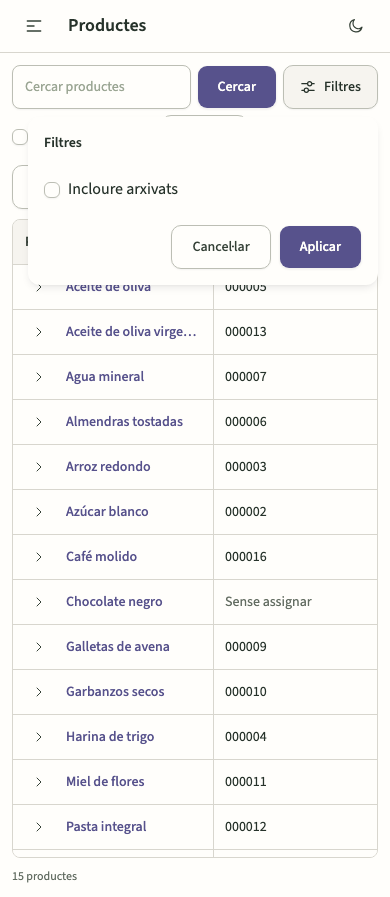 Productes
Cercar productes
Cercar
Filtres
Filtres
Incloure arxivats
Cancel·lar
Aplicar
Aceite de oliva 000005
Aceite de oliva virge... 000013
Agua mineral 000007
Almendras tostadas 000006
Arroz redondo 000003
Azúcar blanco 000002
Café molido 000016
Chocolate negro Sense assignar
Galletas de avena 000009
Garbanzos secos 000010
Harina de trigo 000004
Miel de flores 000011
Pasta integral 000012
15 productes